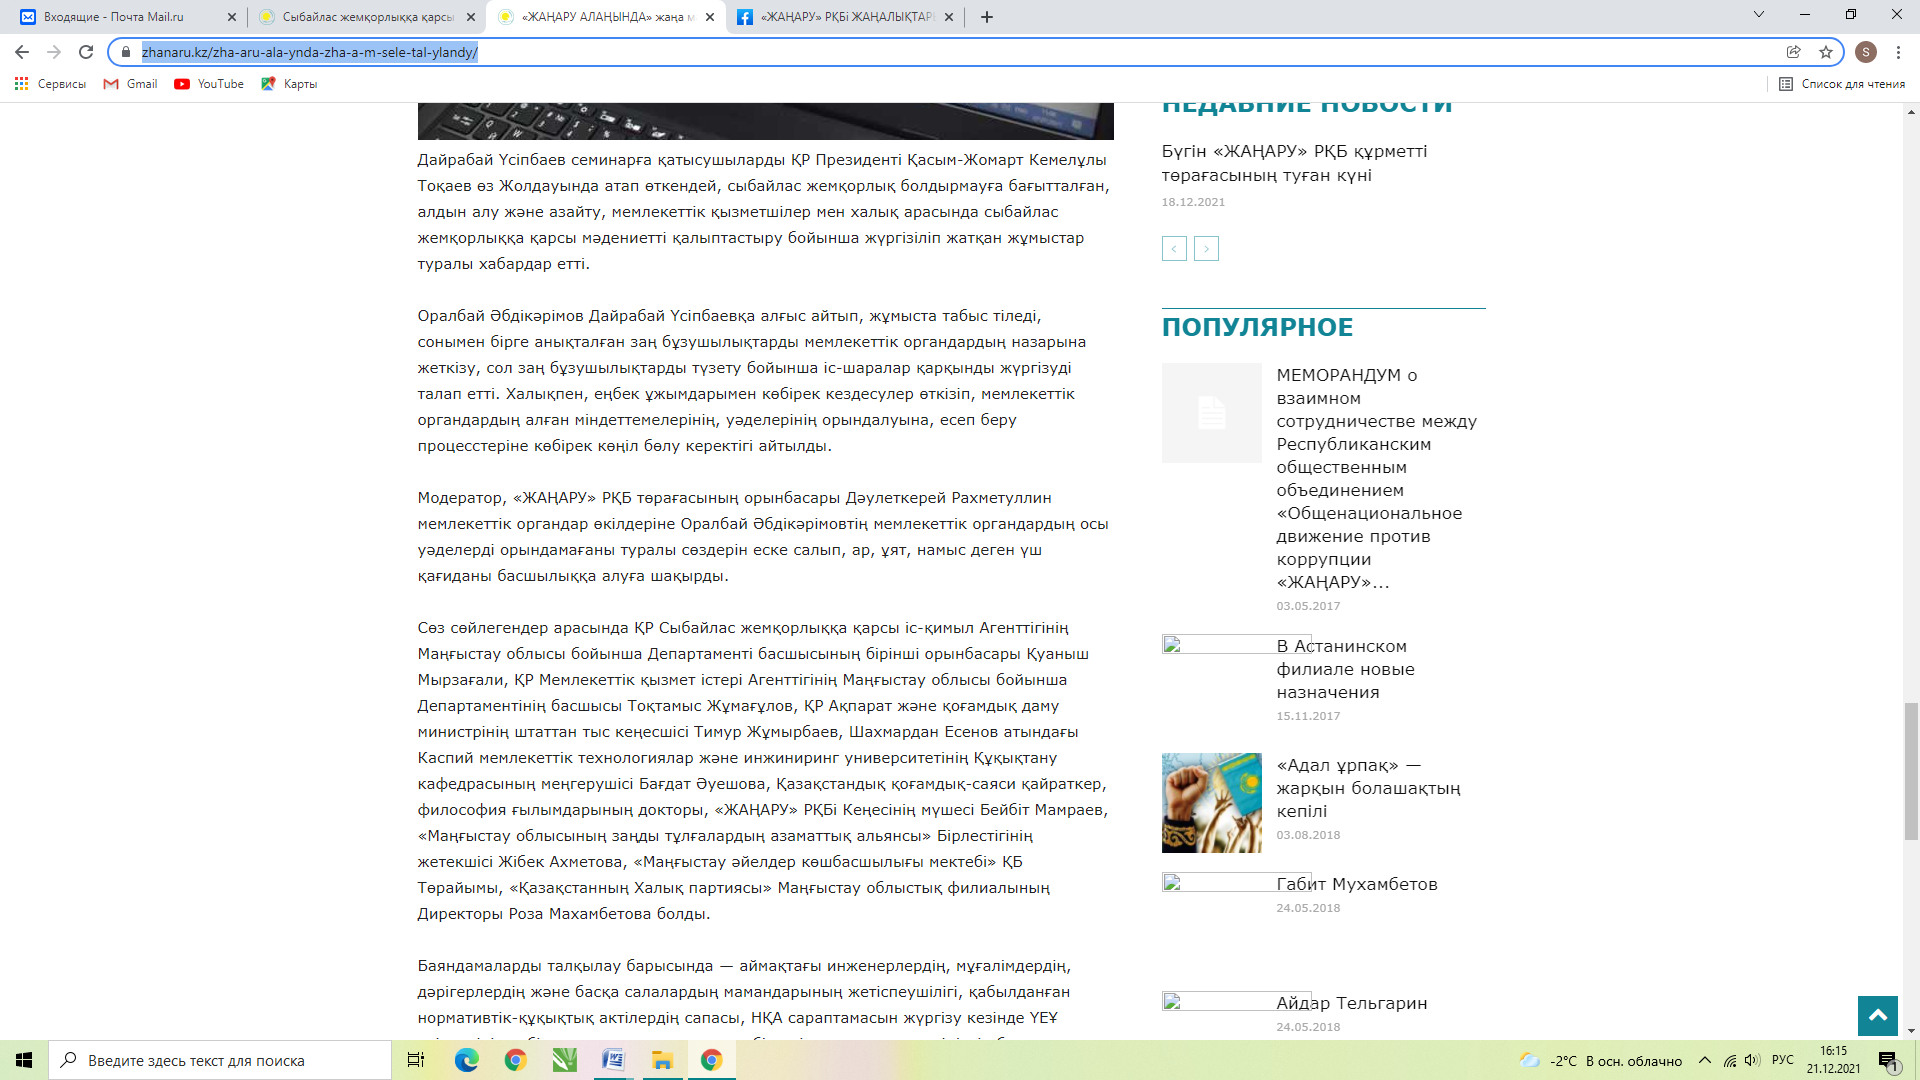 Входящие - Почта Mail.ru
Сыбайлас жемқорлыққа қарсы
«ЖАҢАРУ АЛАҢЫНДА» жаңа м
«ЖАҢАРУ» РҚБі ЖАҢАЛЫҚТАР
zhanaru.kz/zha-aru-ala-ynda-zha-a-m-sele-tal-ylandy/
S
Сервисы
Gmail
YouTube
Карты
Список для чтения
Дайрабай Үсіпбаев семинарға қатысушыларды ҚР Президенті Қасым-Жомарт Кемелұлы
Тоқаев өз Жолдауында атап өткендей, сыбайлас жемқорлық болдырмауға бағытталған,
алдын алу және азайту, мемлекеттік қызметшілер мен халық арасында сыбайлас
жемқорлыққа қарсы мәдениетті қалыптастыру бойынша жүргізіліп жатқан жұмыстар
туралы хабардар етті.
Оралбай Әбдікәрімов Дайрабай Үсіпбаевқа алғыс айтып, жұмыста табыс тіледі,
сонымен бірге анықталған заң бұзушылықтарды мемлекеттік органдардың назарына
жеткізу, сол заң бұзушылықтарды түзету бойынша іс-шаралар қарқынды жүргізуді
талап етті. Халықпен, еңбек ұжымдарымен көбірек кездесулер өткізіп, мемлекеттік
органдардың алған міндеттемелерінің, уәделерінің орындалуына, есеп беру
процесстеріне көбірек көңіл бөлу керектігі айтылды.
Модератор, «ЖАҢАРУ» РҚБ төрағасының орынбасары Дәулеткерей Рахметуллин
мемлекеттік органдар өкілдеріне Оралбай Әбдікәрімовтің мемлекеттік органдардың осы
уәделерді орындамағаны туралы сөздерін еске салып, ар, ұят, намыс деген үш
қағиданы басшылыққа алуға шақырды.
Сөз сөйлегендер арасында ҚР Сыбайлас жемқорлыққа қарсы іс-қимыл Агенттігінің
Маңғыстау облысы бойынша Департаменті басшысының бірінші орынбасары Қуаныш
Мырзағали, ҚР Мемлекеттік қызмет істері Агенттігінің Маңғыстау облысы бойынша
Департаментінің басшысы Тоқтамыс Жұмағұлов, ҚР Ақпарат және қоғамдық даму
министрінің штаттан тыс кеңесшісі Тимур Жұмырбаев, Шахмардан Есенов атындағы
Каспий мемлекеттік технологиялар және инжиниринг университетінің Құқықтану
кафедрасының меңгерушісі Бағдат Әуешова, Қазақстандық қоғамдық-саяси қайраткер,
философия ғылымдарының докторы, «ЖАҢАРУ» РҚБі Кеңесінің мүшесі Бейбіт Мамраев,
«Маңғыстау облысының заңды тұлғалардың азаматтық альянсы» Бірлестігінің
жетекшісі Жібек Ахметова, «Маңғыстау әйелдер көшбасшылығы мектебі» ҚБ
Төрайымы, «Қазақстанның Халық партиясы» Маңғыстау облыстық филиалының
Директоры Роза Махамбетова болды.
Баяндамаларды талқылау барысында — аймақтағы инженерлердің, мұғалімдердің,
дәрігерлердің және басқа салалардың мамандарының жетіспеушілігі, қабылданған
нормативтік-құқықтық актілердің сапасы, НҚА сараптамасын жүргізу кезінде ҮЕҰ
НЕДАВНИЕ НОВОСТИ
Бүгін «ЖАҢАРУ» РҚБ құрметті
төрағасының туған күні
18.12.2021
ПОПУЛЯРНОЕ
МЕМОРАНДУМ о
взаимном
сотрудничестве между
Республиканским
общественным
объединением
«Общенациональное
движение против
коррупции
«ЖАҢАРУ»...
03.05.2017
В Астанинском
филиале новые
назначения
15.11.2017
«Адал ұрпақ» —
жарқын болашақтың
кепілі
03.08.2018
Габит Мухамбетов
24.05.2018
Айдар Тельгарин
24.05.2018
Введите здесь текст для поиска
-2°C В осн. облачно
РУС
16:15
21.12.2021
1